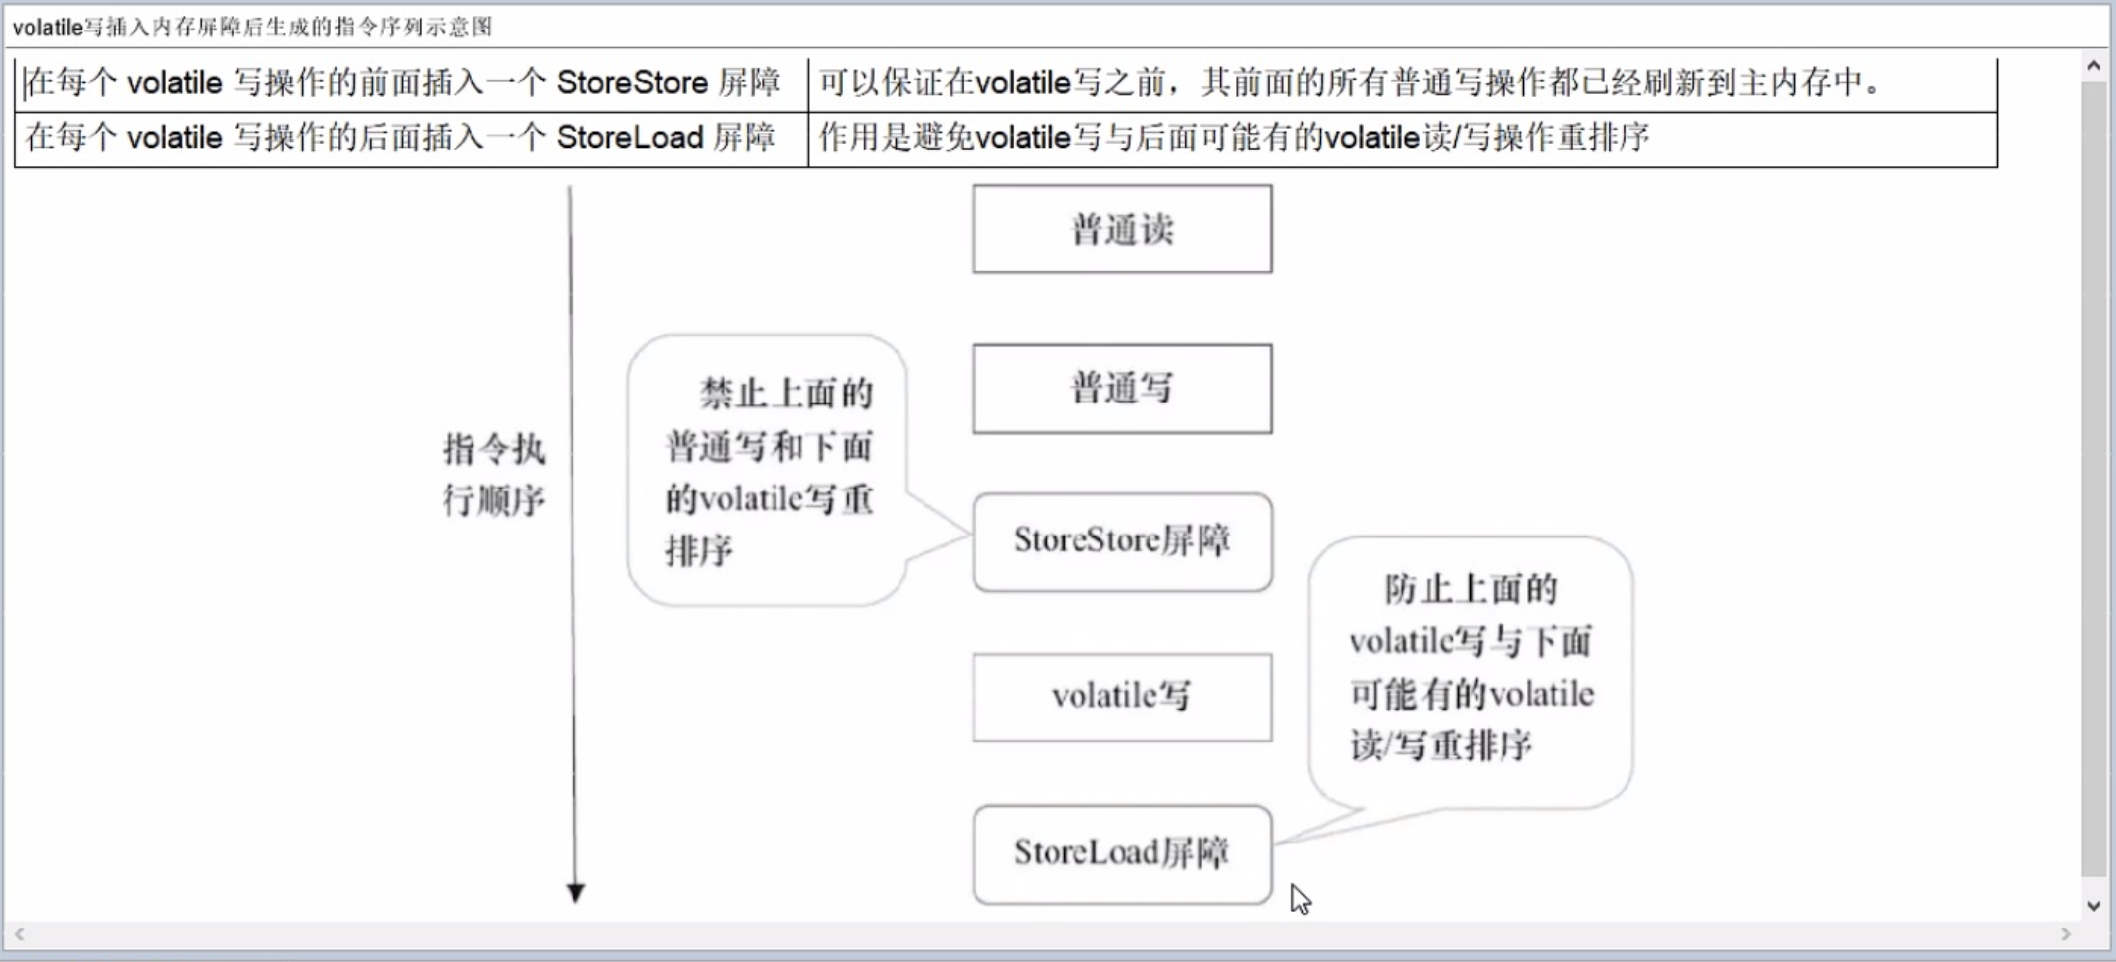 volatile写插入内存屏障后生成的指令序列示意图
在每个 volatile 写操作的前面插入一个 StoreStore 屏障
可以保证在volatile写之前，其前面的所有普通写操作都已经刷新到主内存中。
在每个 volatile 写操作的后面插入一个 StoreLoad 屏障
作用是避免volatile写与后面可能有的volatile读/写操作重排序
普通读
普通写
禁止上面的
普通写和下面
的volatile写重
排序
指令执
行顺序
StoreStore屏障
防止上面的
volatile写与下面
可能有的volatile
读/写重排序
volatile写
StoreLoad屏障